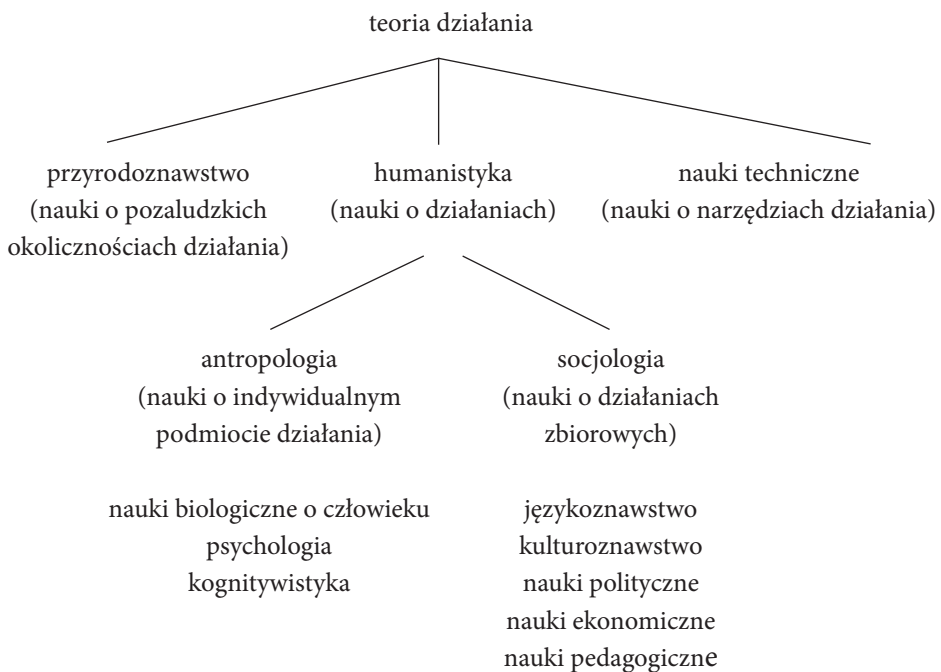 teoria działania
przyrodoznawstwo
(nauki o pozaludzkich
okolicznościach działania)
humanistyka
(nauki o działaniach)
nauki techniczne
(nauki o narzędziach działania)
antropologia
(nauki o indywidualnym
podmiocie działania)
socjologia
(nauki o działaniach
zbiorowych)
nauki biologiczne o człowieku
psychologia
kognitywistyka
językoznawstwo
kulturoznawstwo
nauki polityczne
nauki ekonomiczne
nauki pedagogiczne